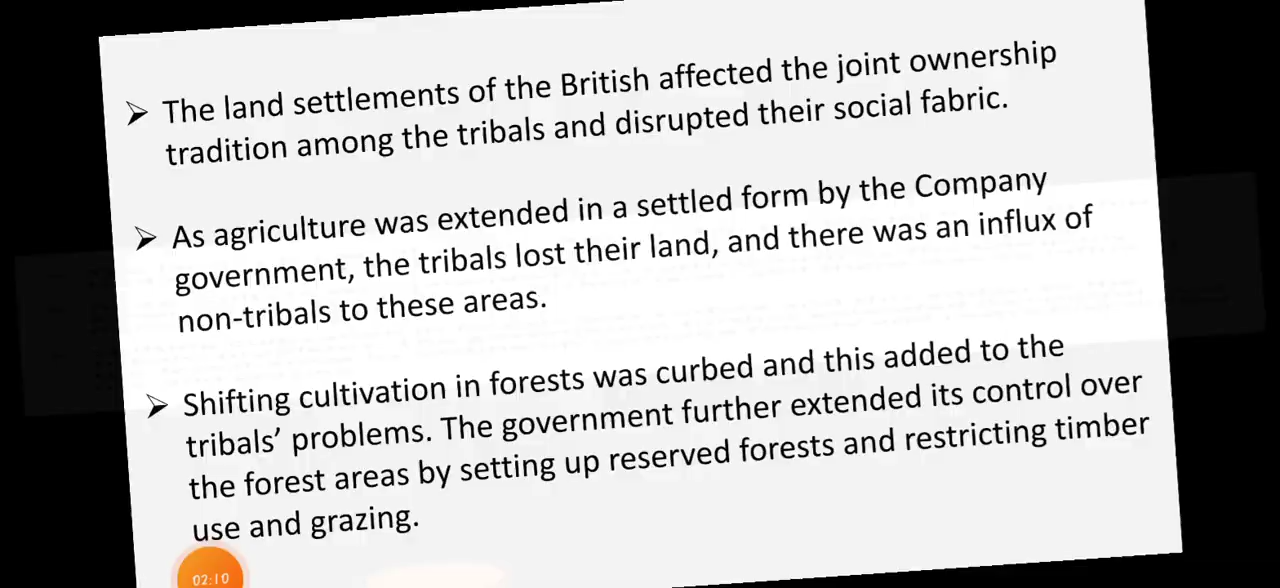 ➢ The land settlements of the British affected the joint ownership
tradition among the tribals and disrupted their social fabric.
➢ As agriculture was extended in a settled form by the Company
government, the tribals lost their land, and there was an influx of
non-tribals to these areas.
➢ Shifting cultivation in forests was curbed and this added to the
tribals’ problems. The government further extended its control over
the forest areas by setting up reserved forests and restricting timber
use and grazing.
02:10